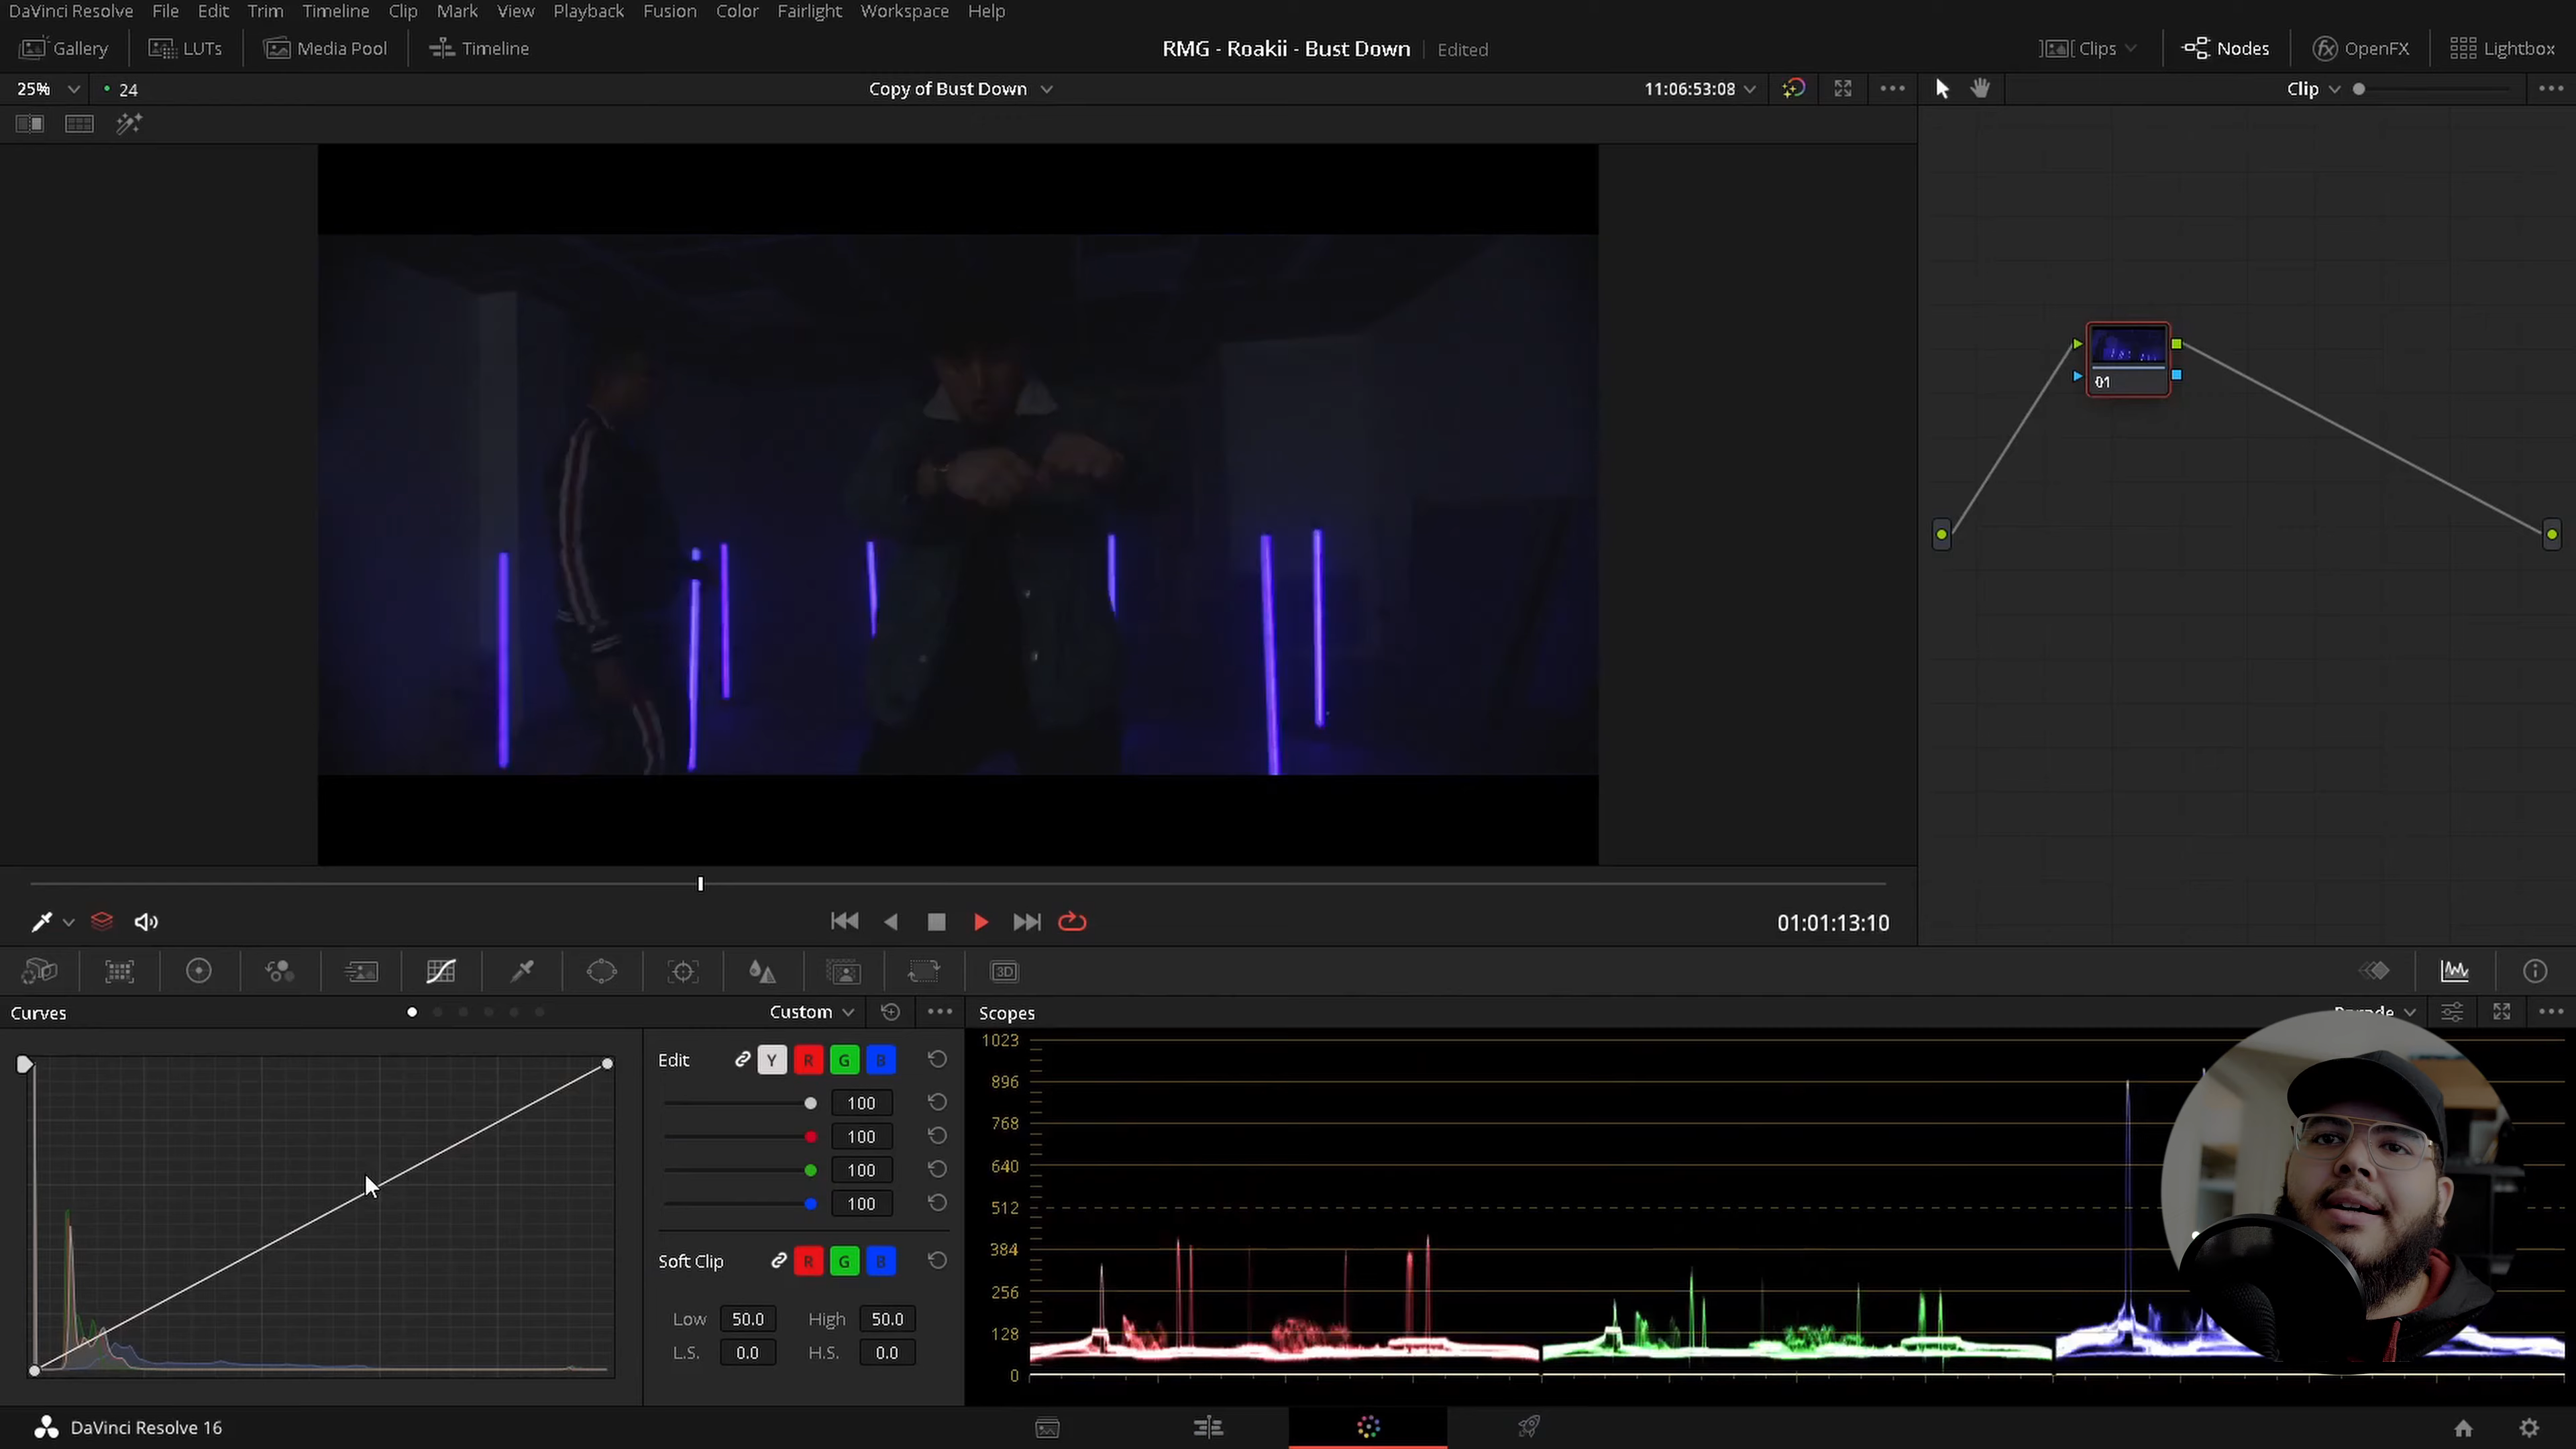 DaVinci Resolve File Edit Trim Timeline Clip Mark View Playback Fusion Color Fairlight Workspace Help
Gallery LUTs Media Pool Timeline RMG - Roakii - Bust Down Edited Clips Nodes OpenFX Lightbox
25% 24 Copy of Bust Down 11:06:53:08 Clip
01
01:01:13:10
3D
Curves Custom Scopes
Edit Y R G B
100
100
100
100
Soft Clip R G B
Low 50.0 High 50.0
L.S. 0.0 H.S. 0.0
1023
896
768
640
512
384
256
128
0
DaVinci Resolve 16